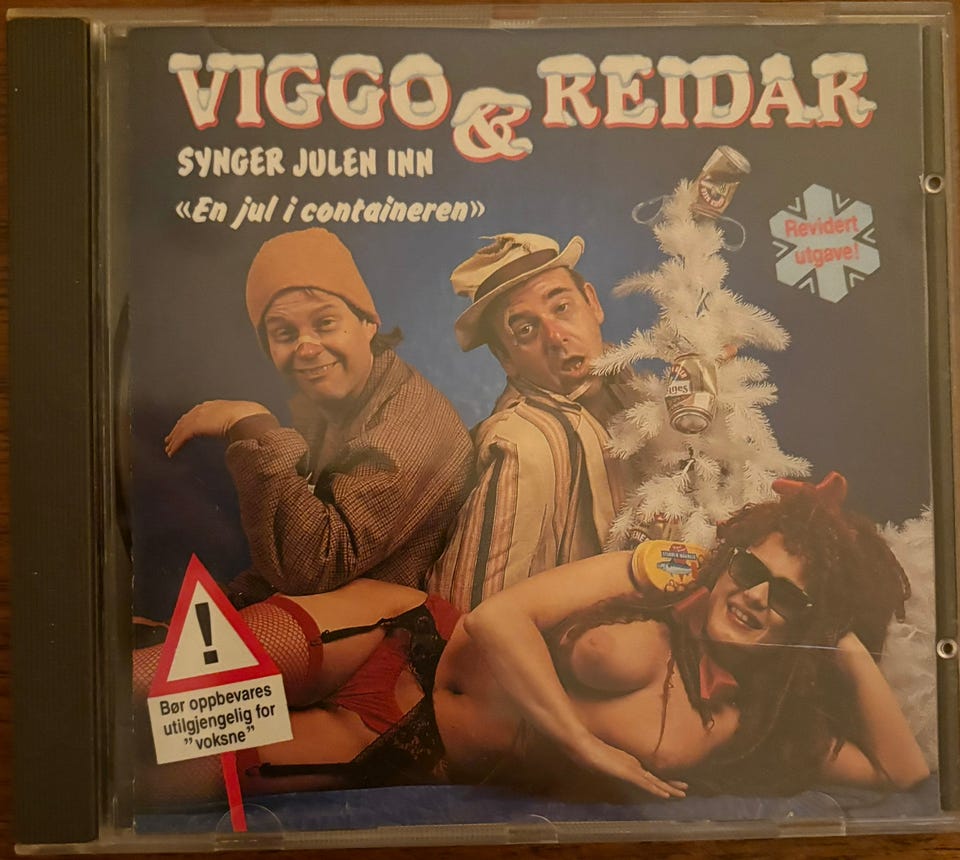 VIGGO & REIDAR
SYNGER JULEN INN
«En jul i containeren»
Revidert
utgave!
!
Bør oppbevares
utilgjengelig for
"voksne"